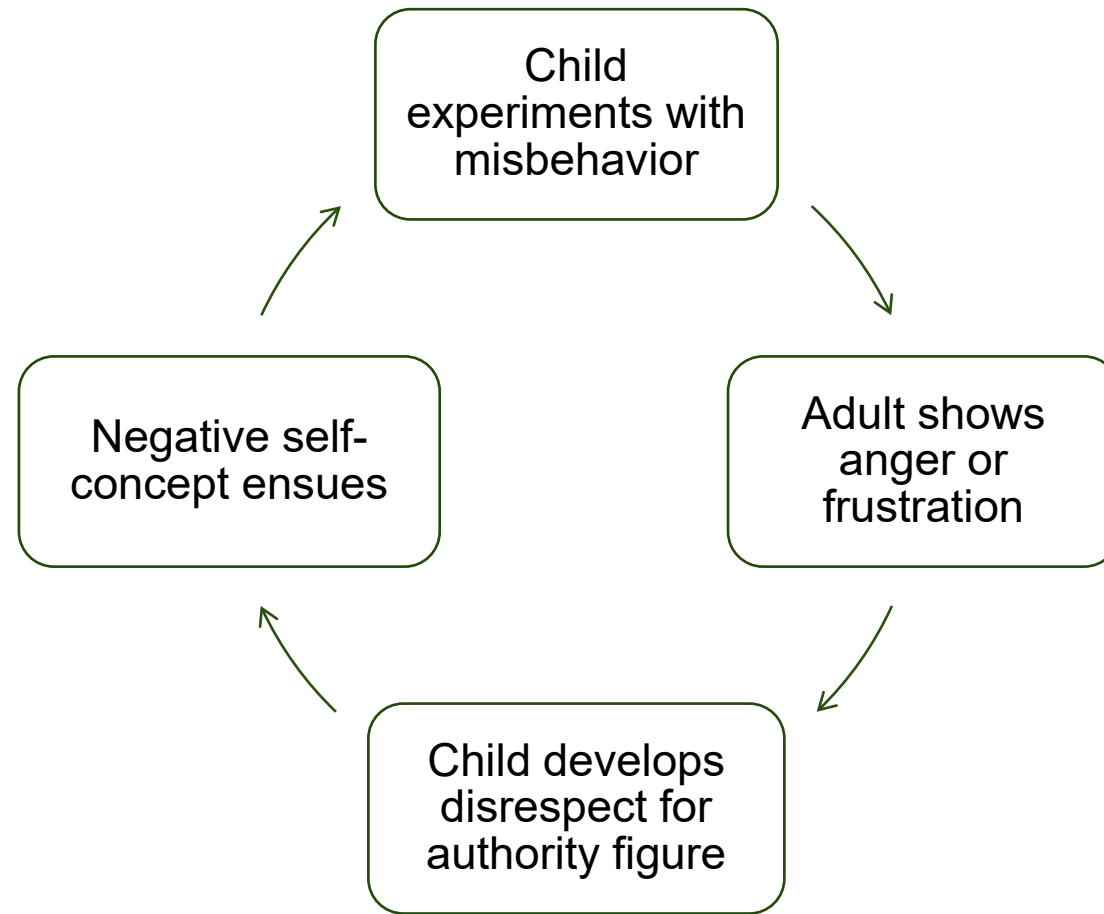 Child
experiments with
misbehavior
Adult shows
anger or
frustration
Child develops
disrespect for
authority figure
Negative self-
concept ensues